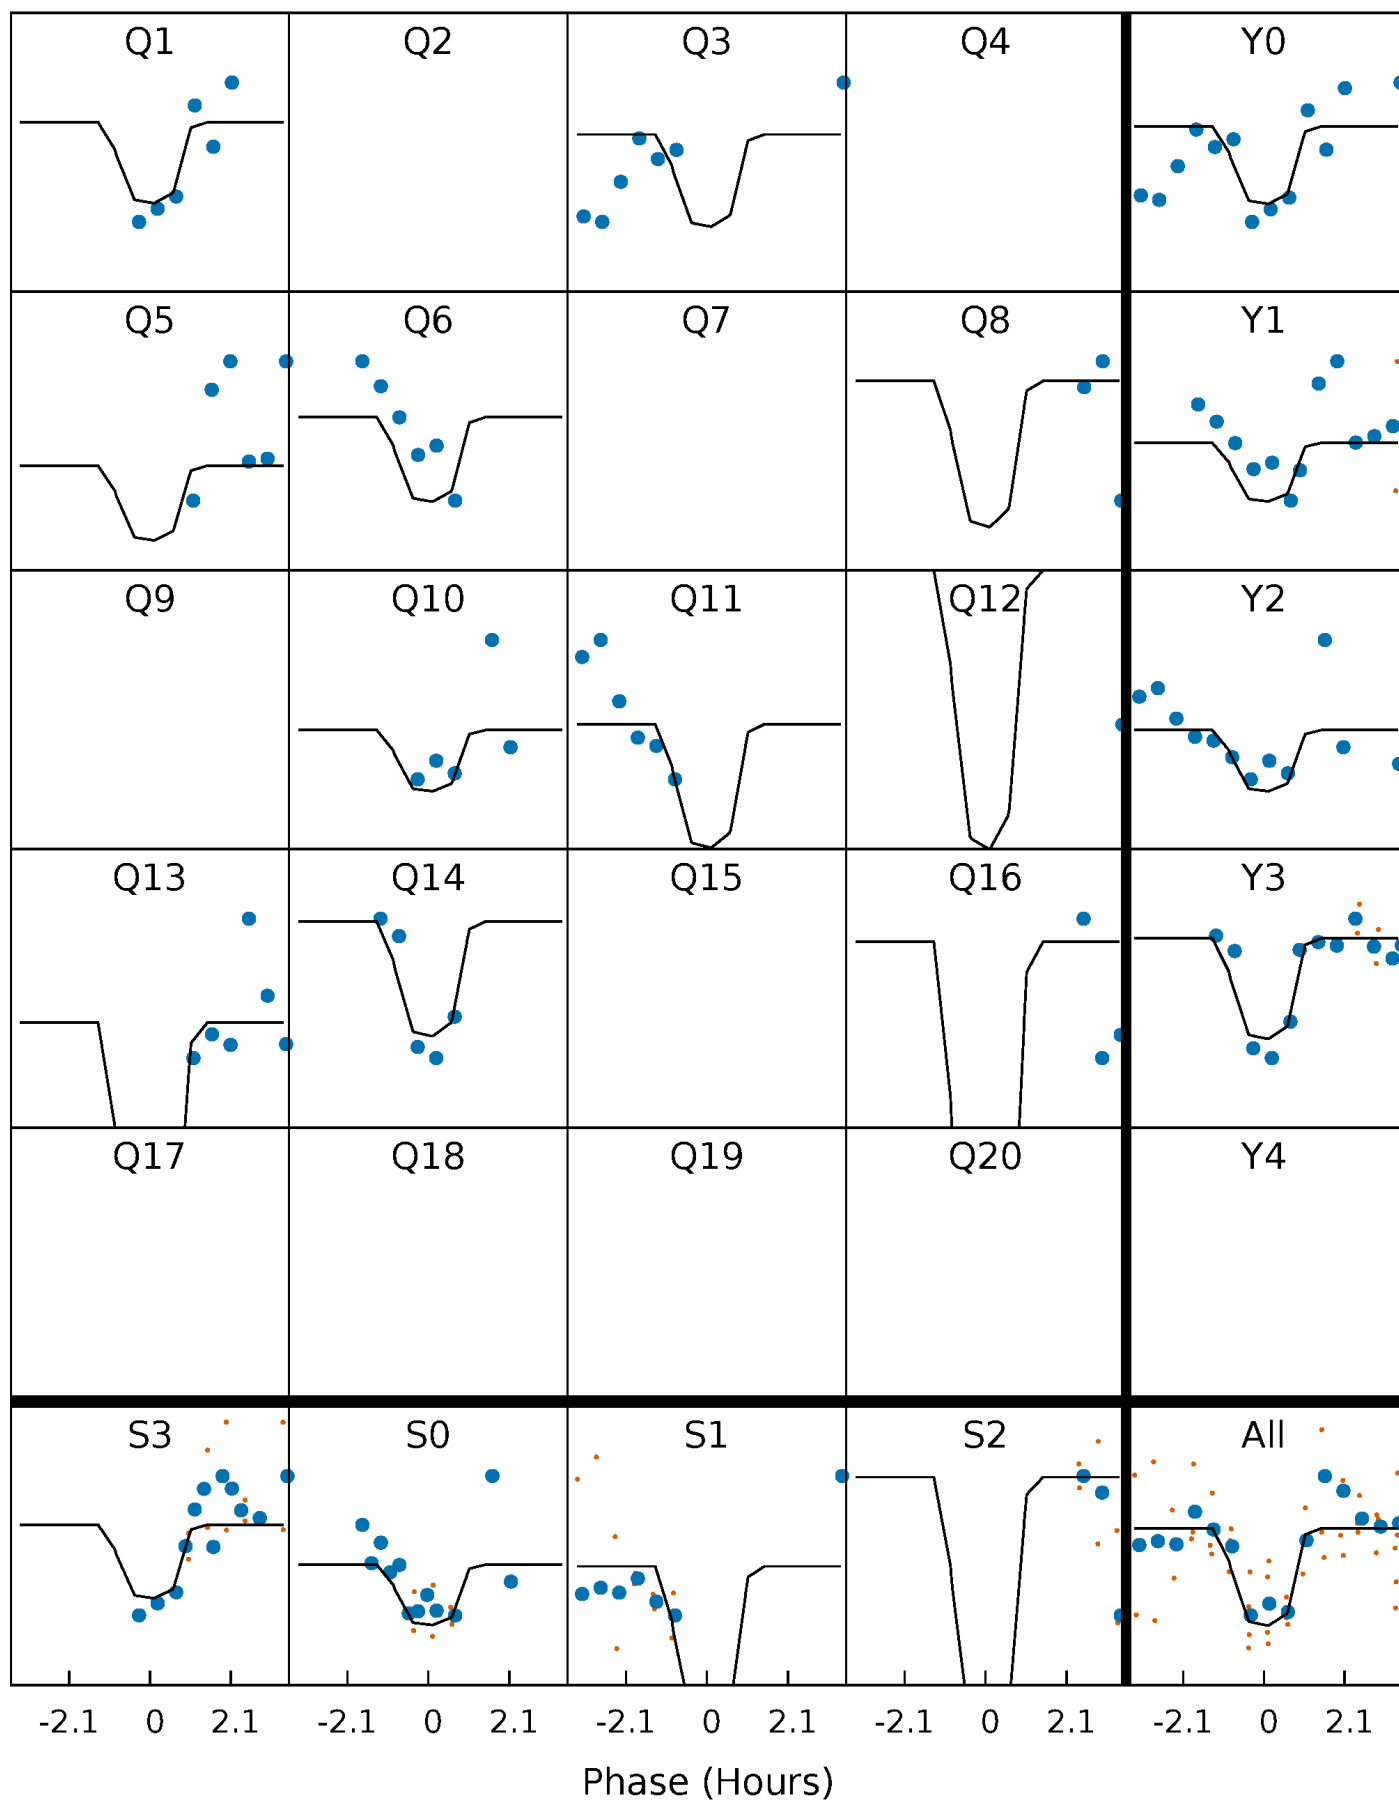 Q1 Q2 Q3 Q4 Y0
Q5 Q6 Q7 Q8 Y1
Q9 Q10 Q11 Q12 Y2
Q13 Q14 Q15 Q16 Y3
Q17 Q18 Q19 Q20 Y4
S3 S0 S1 S2 All
-2.1 0 2.1 -2.1 0 2.1 -2.1 0 2.1 -2.1 0 2.1 -2.1 0 2.1
Phase (Hours)